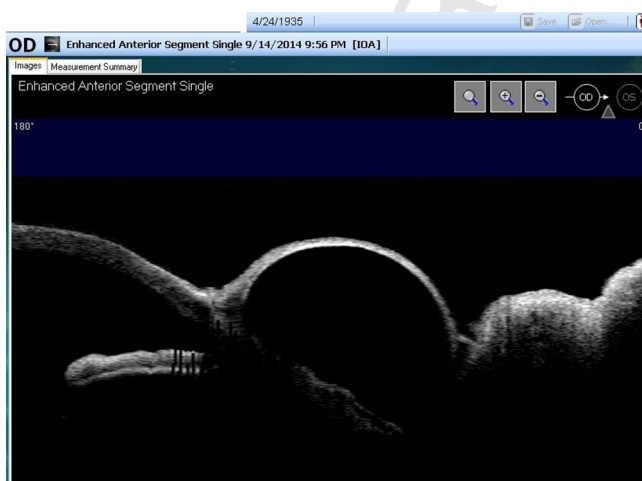 4/24/1935
Save
Open...
OD Enhanced Anterior Segment Single 9/14/2014 9:56 PM [IOA]
Images Measurement Summary
Enhanced Anterior Segment Single
OD OS
180°